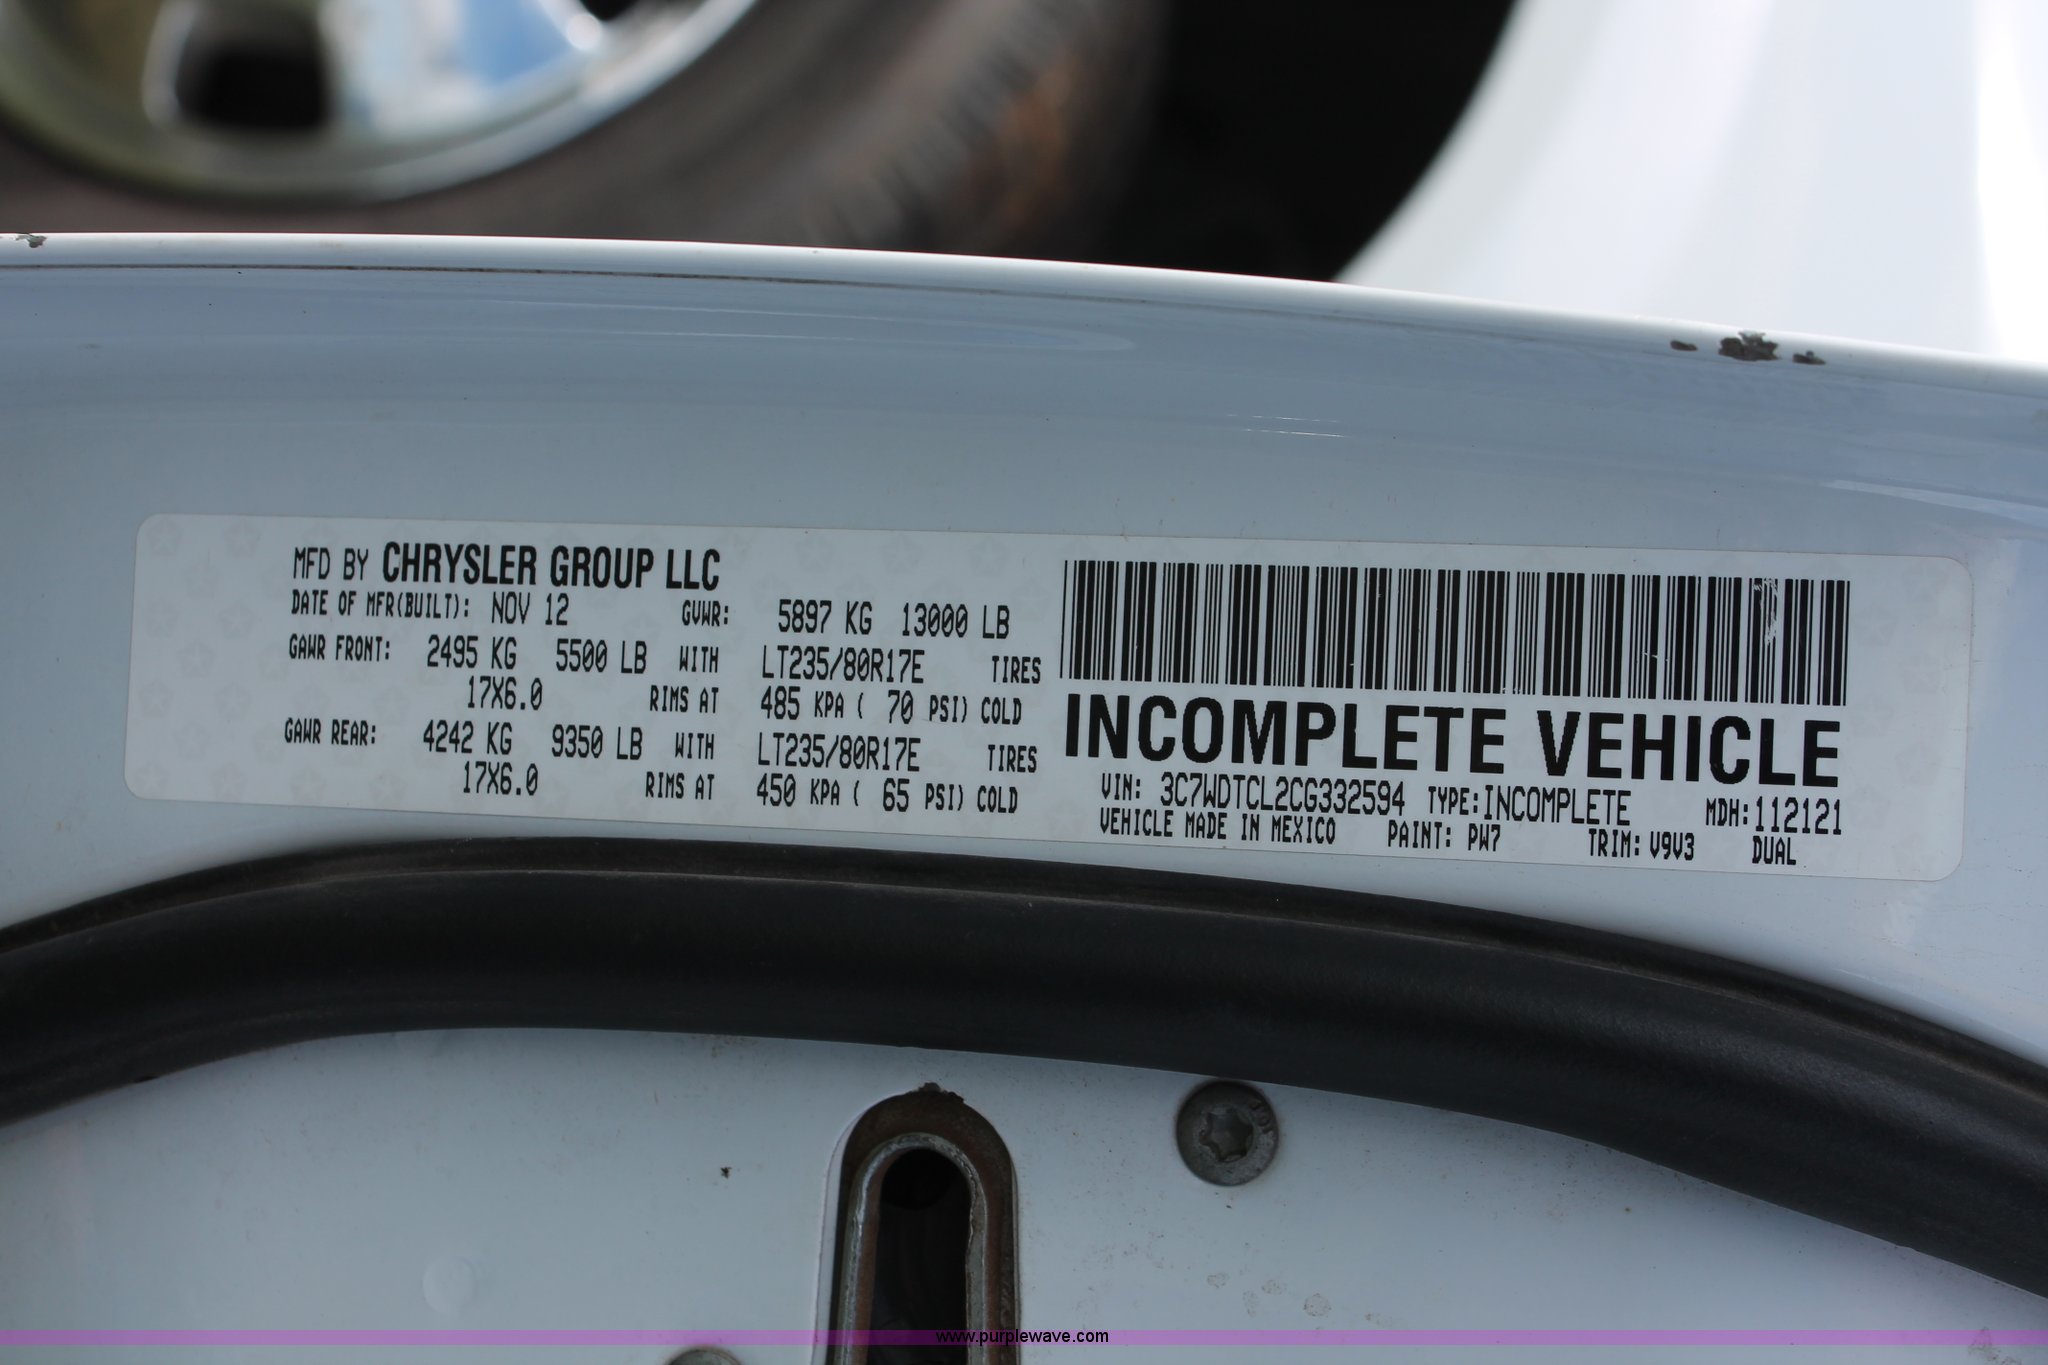 MFD BY CHRYSLER GROUP LLC
DATE OF MFR(BUILT): NOV 12 GVWR: 5897 KG 13000 LB
GAWR FRONT: 2495 KG 5500 LB WITH LT235/80R17E TIRES
17X6.0 RIMS AT 485 KPA ( 70 PSI) COLD
GAWR REAR: 4242 KG 9350 LB WITH LT235/80R17E TIRES
17X6.0 RIMS AT 450 KPA ( 65 PSI) COLD
INCOMPLETE VEHICLE
VIN: 3C7WDTCL2CG332594 TYPE: INCOMPLETE MDH: 112121
VEHICLE MADE IN MEXICO PAINT: PW7 TRIM: V9V3 DUAL
www.purplewave.com